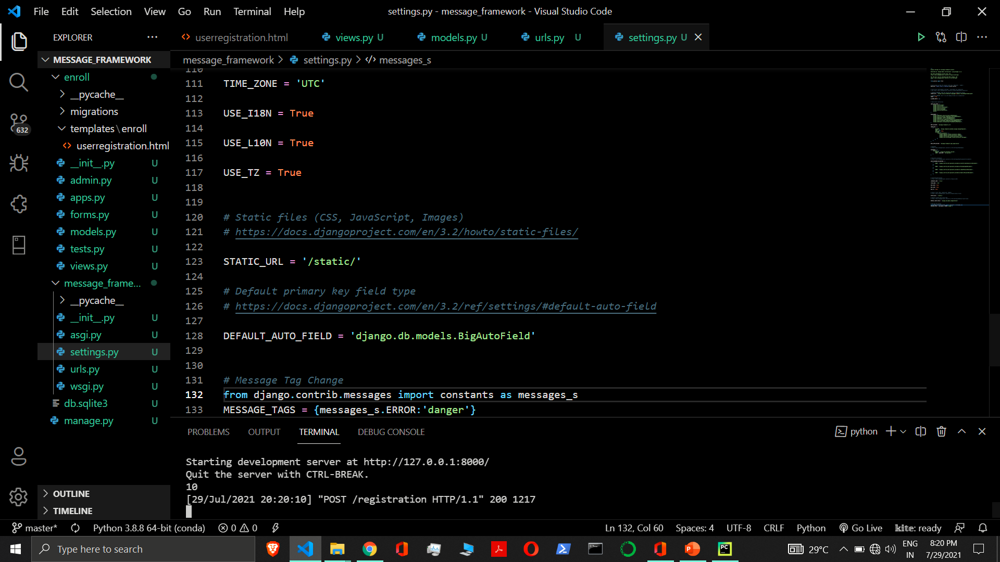 File Edit Selection View Go Run Terminal Help
settings.py - message_framework - Visual Studio Code
EXPLORER
userregistration.html
views.py U
models.py U
urls.py U
settings.py U
MESSAGE_FRAMEWORK
message_framework > settings.py > messages_s
enroll
__pycache__
migrations
templates\enroll
userregistration.html
__init__.py U
admin.py U
apps.py U
forms.py U
models.py U
tests.py U
views.py U
message_frame...
__pycache__
__init__.py U
asgi.py U
settings.py U
urls.py U
wsgi.py U
db.sqlite3 U
manage.py U
OUTLINE
TIMELINE
632
110
111 TIME_ZONE = 'UTC'
112
113 USE_I18N = True
114
115 USE_L10N = True
116
117 USE_TZ = True
118
119
120 # Static files (CSS, JavaScript, Images)
121 # https://docs.djangoproject.com/en/3.2/howto/static-files/
122
123 STATIC_URL = '/static/'
124
125 # Default primary key field type
126 # https://docs.djangoproject.com/en/3.2/ref/settings/#default-auto-field
127
128 DEFAULT_AUTO_FIELD = 'django.db.models.BigAutoField'
129
130
131 # Message Tag Change
132 from django.contrib.messages import constants as messages_s
133 MESSAGE_TAGS = {messages_s.ERROR:'danger'}
PROBLEMS OUTPUT TERMINAL DEBUG CONSOLE
python
Starting development server at http://127.0.0.1:8000/
Quit the server with CTRL-BREAK.
10
[29/Jul/2021 20:20:10] "POST /registration HTTP/1.1" 200 1217
master* Python 3.8.8 64-bit (conda) 0 0
Ln 132, Col 60 Spaces: 4 UTF-8 CRLF Python Go Live kite: ready
Type here to search
PC
29°C
ENG
IN
8:20 PM
7/29/2021